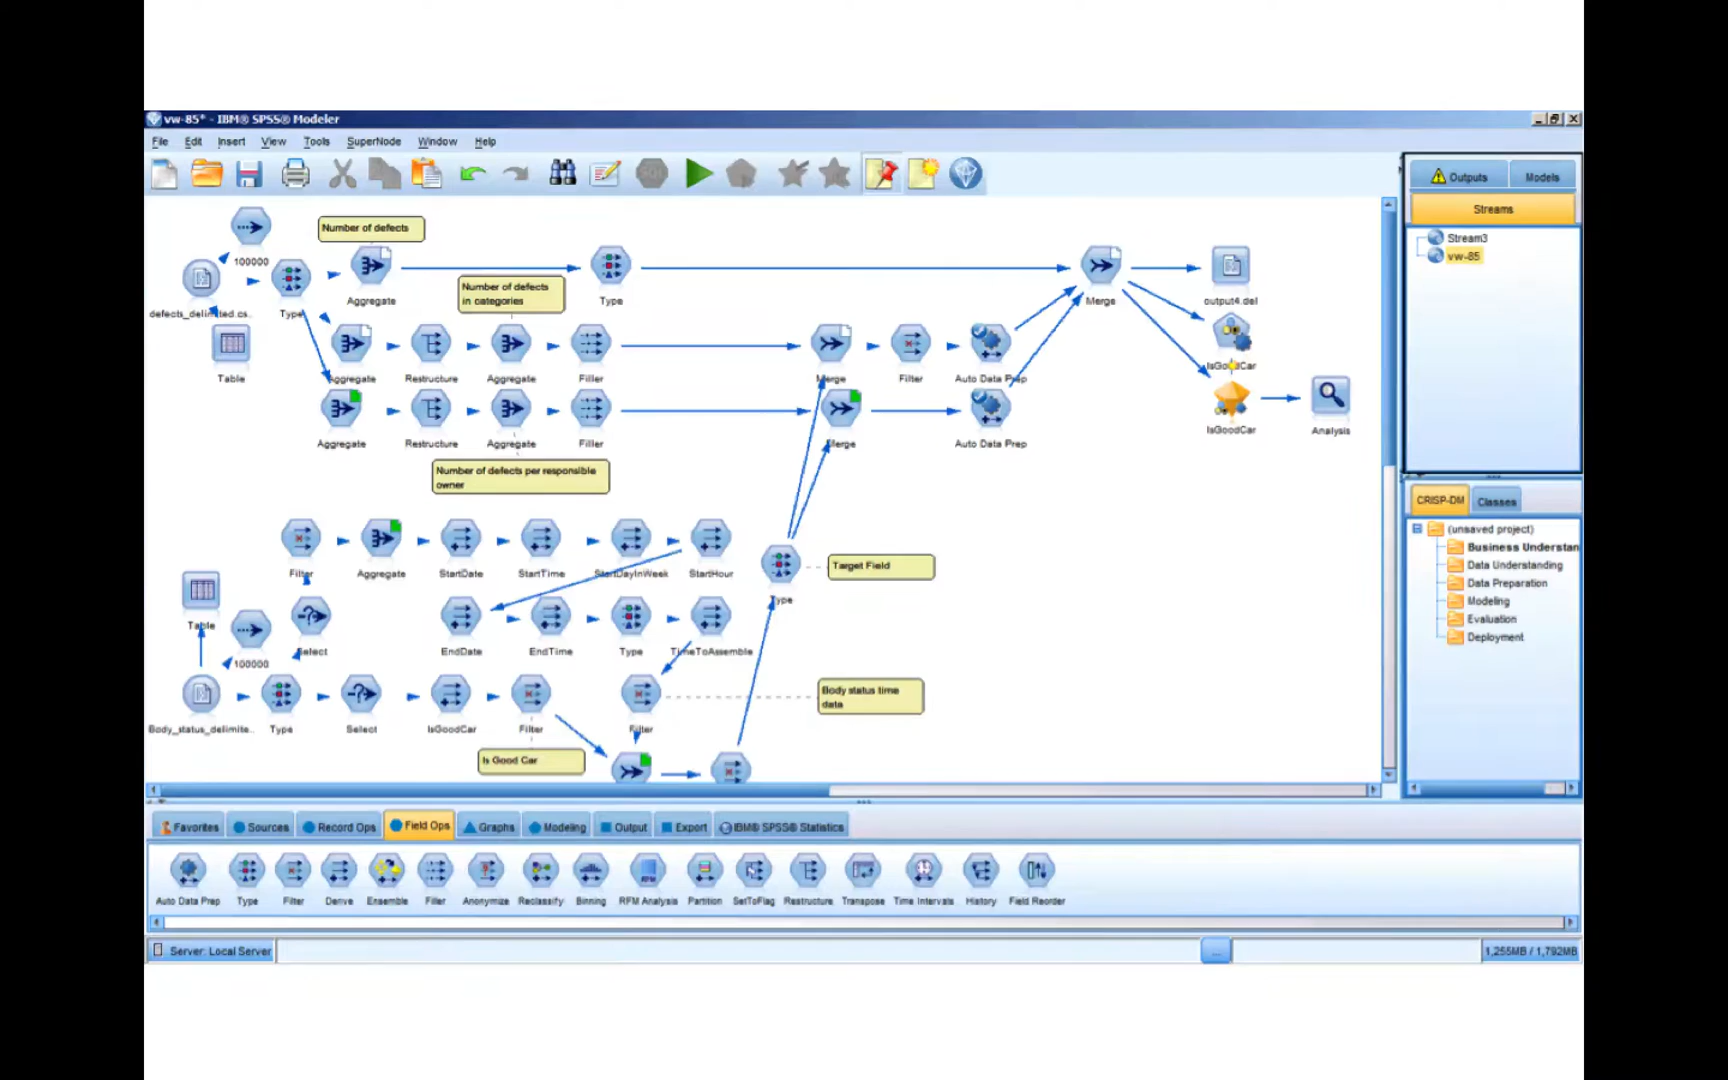 vw-85* - IBM® SPSS® Modeler
File Edit Insert View Tools SuperNode Window Help
Outputs Models
Streams
Stream3
vw-85
Number of defects
100000
defects_delimited.cs..
Type
Aggregate
Number of defects
in categories
Type
Merge
output4.del
Table
Aggregate
Restructure
Aggregate
Filler
Merge
Filter
Auto Data Prep
IsGoodCar
Aggregate
Restructure
Aggregate
Filler
Merge
Auto Data Prep
IsGoodCar
Analysis
Number of defects per responsible
owner
CRISP-DM Classes
(unsaved project)
Business Understan
Data Understanding
Data Preparation
Modeling
Evaluation
Deployment
Filter
Aggregate
StartDate
StartTime
StartDayInWeek
StartHour
Target Field
Type
Table
100000
Select
EndDate
EndTime
Type
TimeToAssemble
Body_status_delimite..
Type
Select
IsGoodCar
Filter
Filter
Body status time
data
Is Good Car
Favorites Sources Record Ops Field Ops Graphs Modeling Output Export IBM® SPSS® Statistics
Auto Data Prep Type Filter Derive Ensemble Filler Anonymize Reclassify Binning RFM Analysis Partition SetToFlag Restructure Transpose Time Intervals History Field Reorder
Server: Local Server
...
1,255MB / 1,792MB